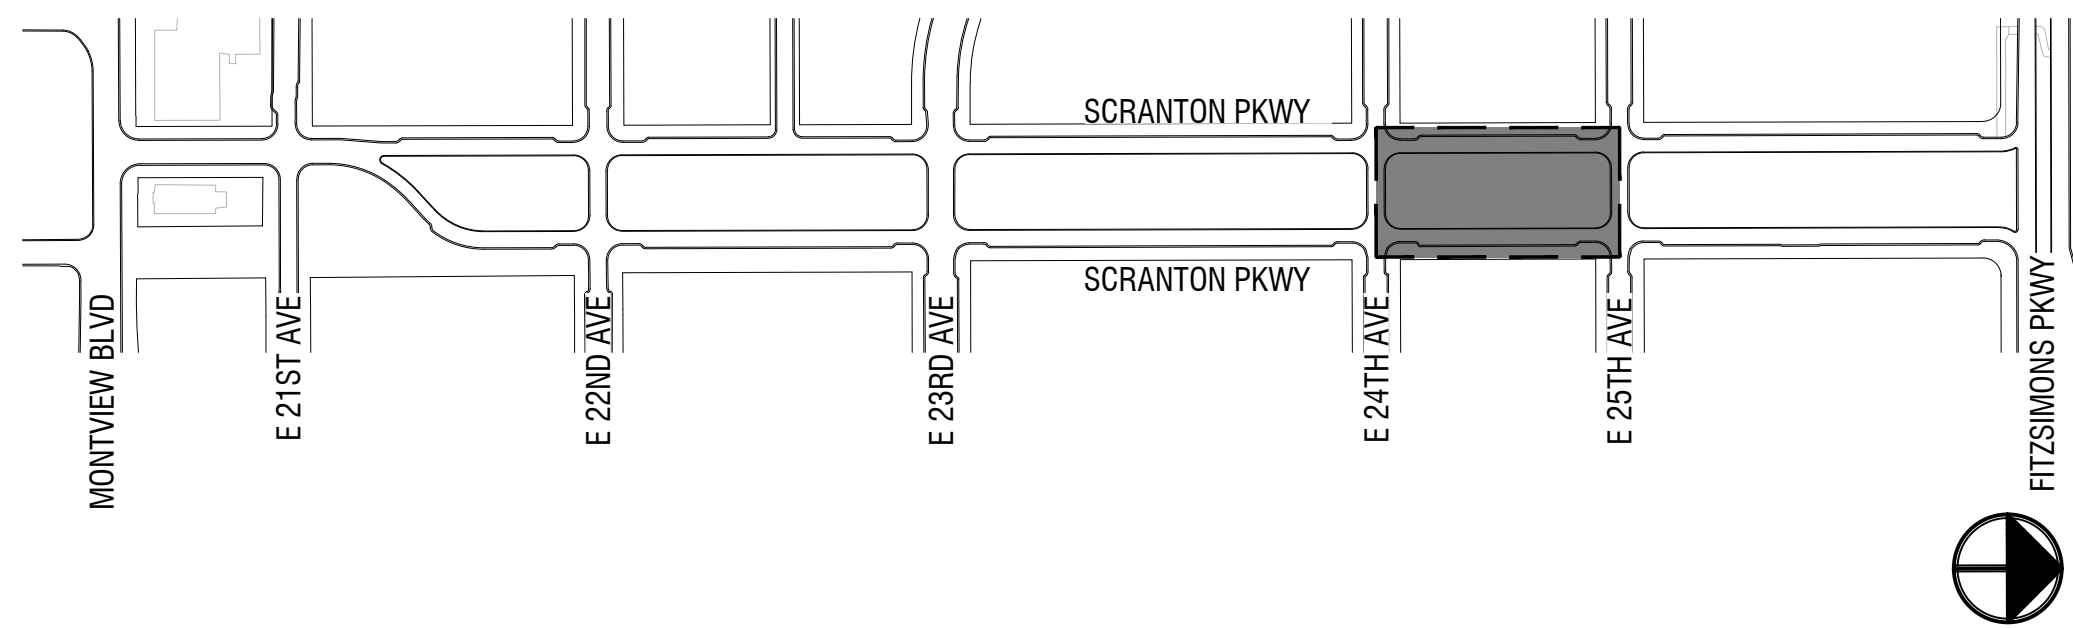 SCRANTON PKWY
SCRANTON PKWY
MONTVIEW BLVD
E 21ST AVE
E 22ND AVE
E 23RD AVE
E 24TH AVE
E 25TH AVE
FITZSIMONS PKWY